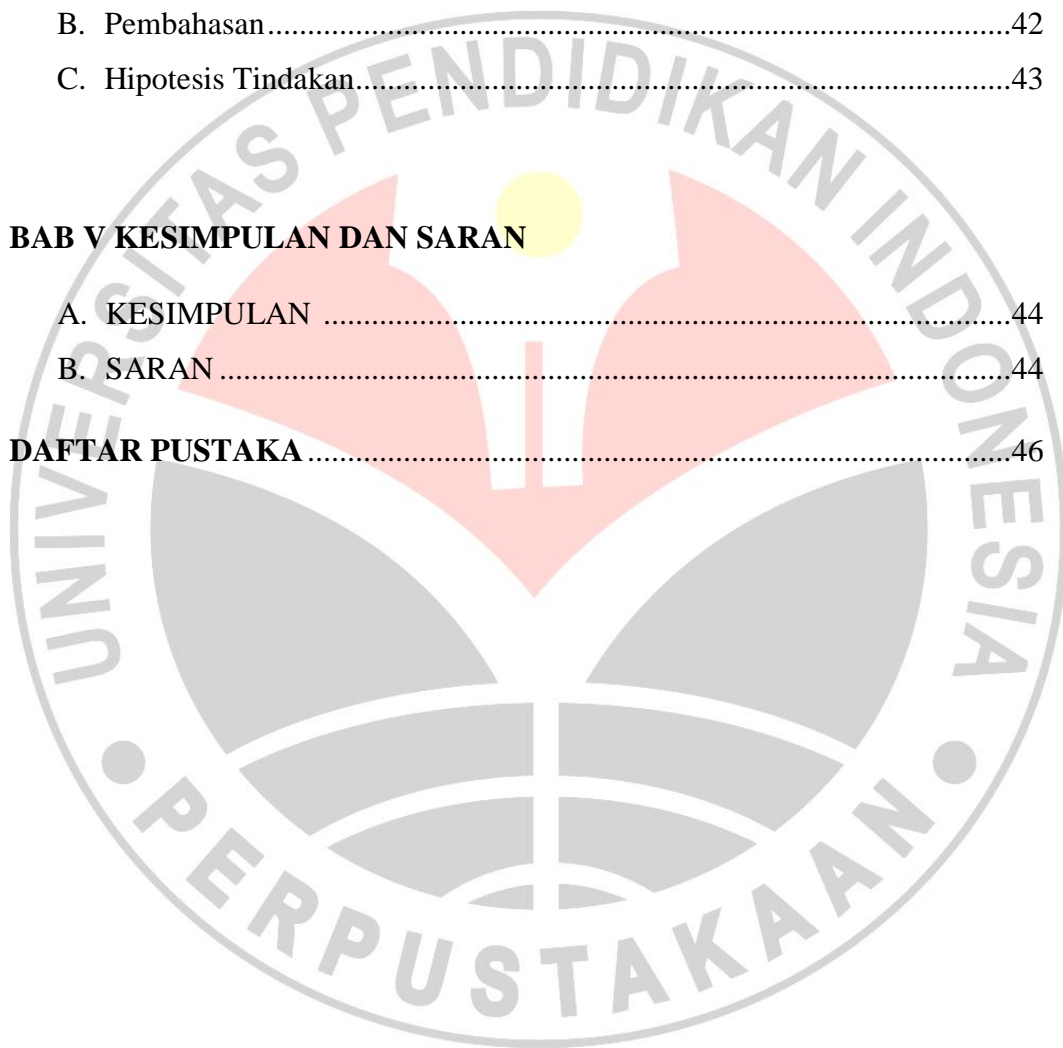 B. Pembahasan...........................................................................................42
C. Hipotesis Tindakan................................................................................43
BAB V KESIMPULAN DAN SARAN
A. KESIMPULAN ....................................................................................44
B. SARAN .................................................................................................44
DAFTAR PUSTAKA ......................................................................................46
UNIVERSITAS PENDIDIKAN INDONESIA
PERPUSTAKAAN